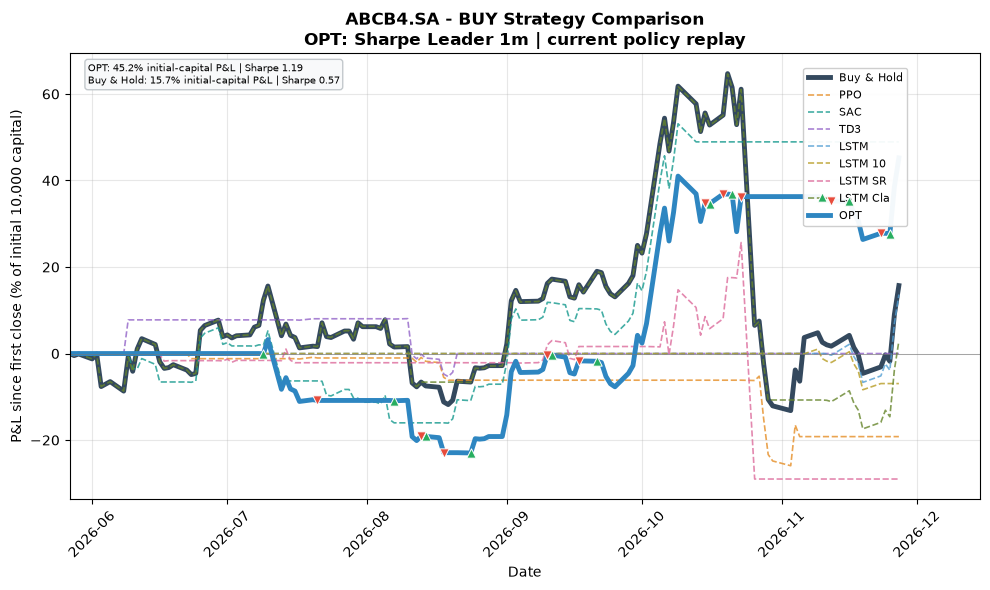 ABCB4.SA - BUY Strategy Comparison
OPT: Sharpe Leader 1m | current policy replay
OPT: 45.2% initial-capital P&L | Sharpe 1.19
Buy & Hold: 15.7% initial-capital P&L | Sharpe 0.57
Buy & Hold
PPO
SAC
TD3
LSTM
LSTM 10
LSTM SR
LSTM Cla
OPT
P&L since first close (% of initial 10,000 capital)
60
40
20
0
−20
2026-06
2026-07
2026-08
2026-09
2026-10
2026-11
2026-12
Date